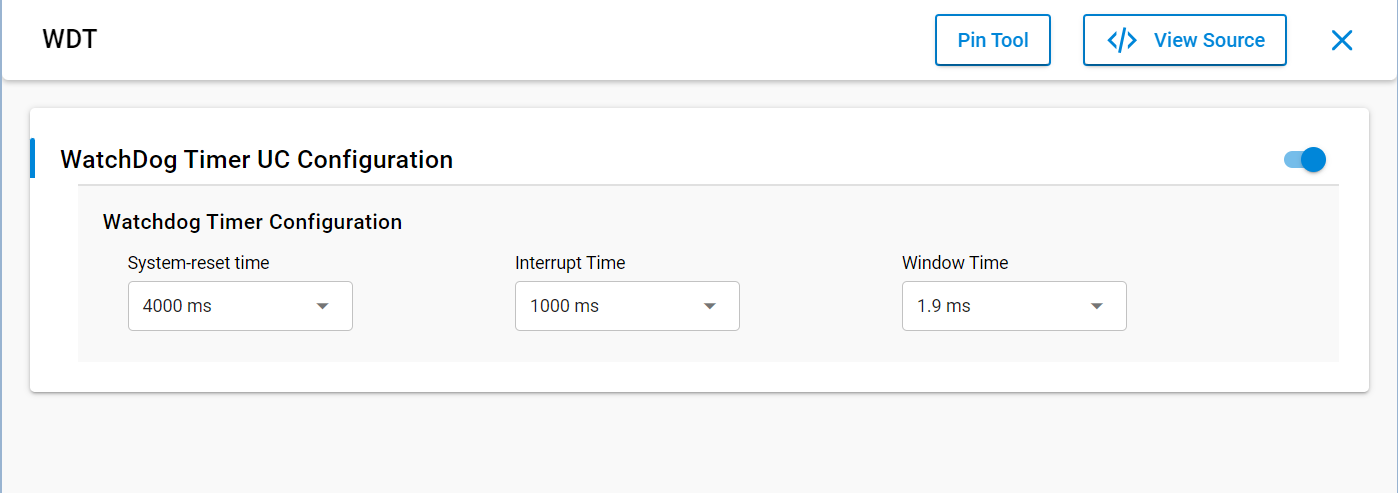 WDT
Pin Tool
</> View Source
WatchDog Timer UC Configuration
Watchdog Timer Configuration
System-reset time
Interrupt Time
Window Time
4000 ms
1000 ms
1.9 ms